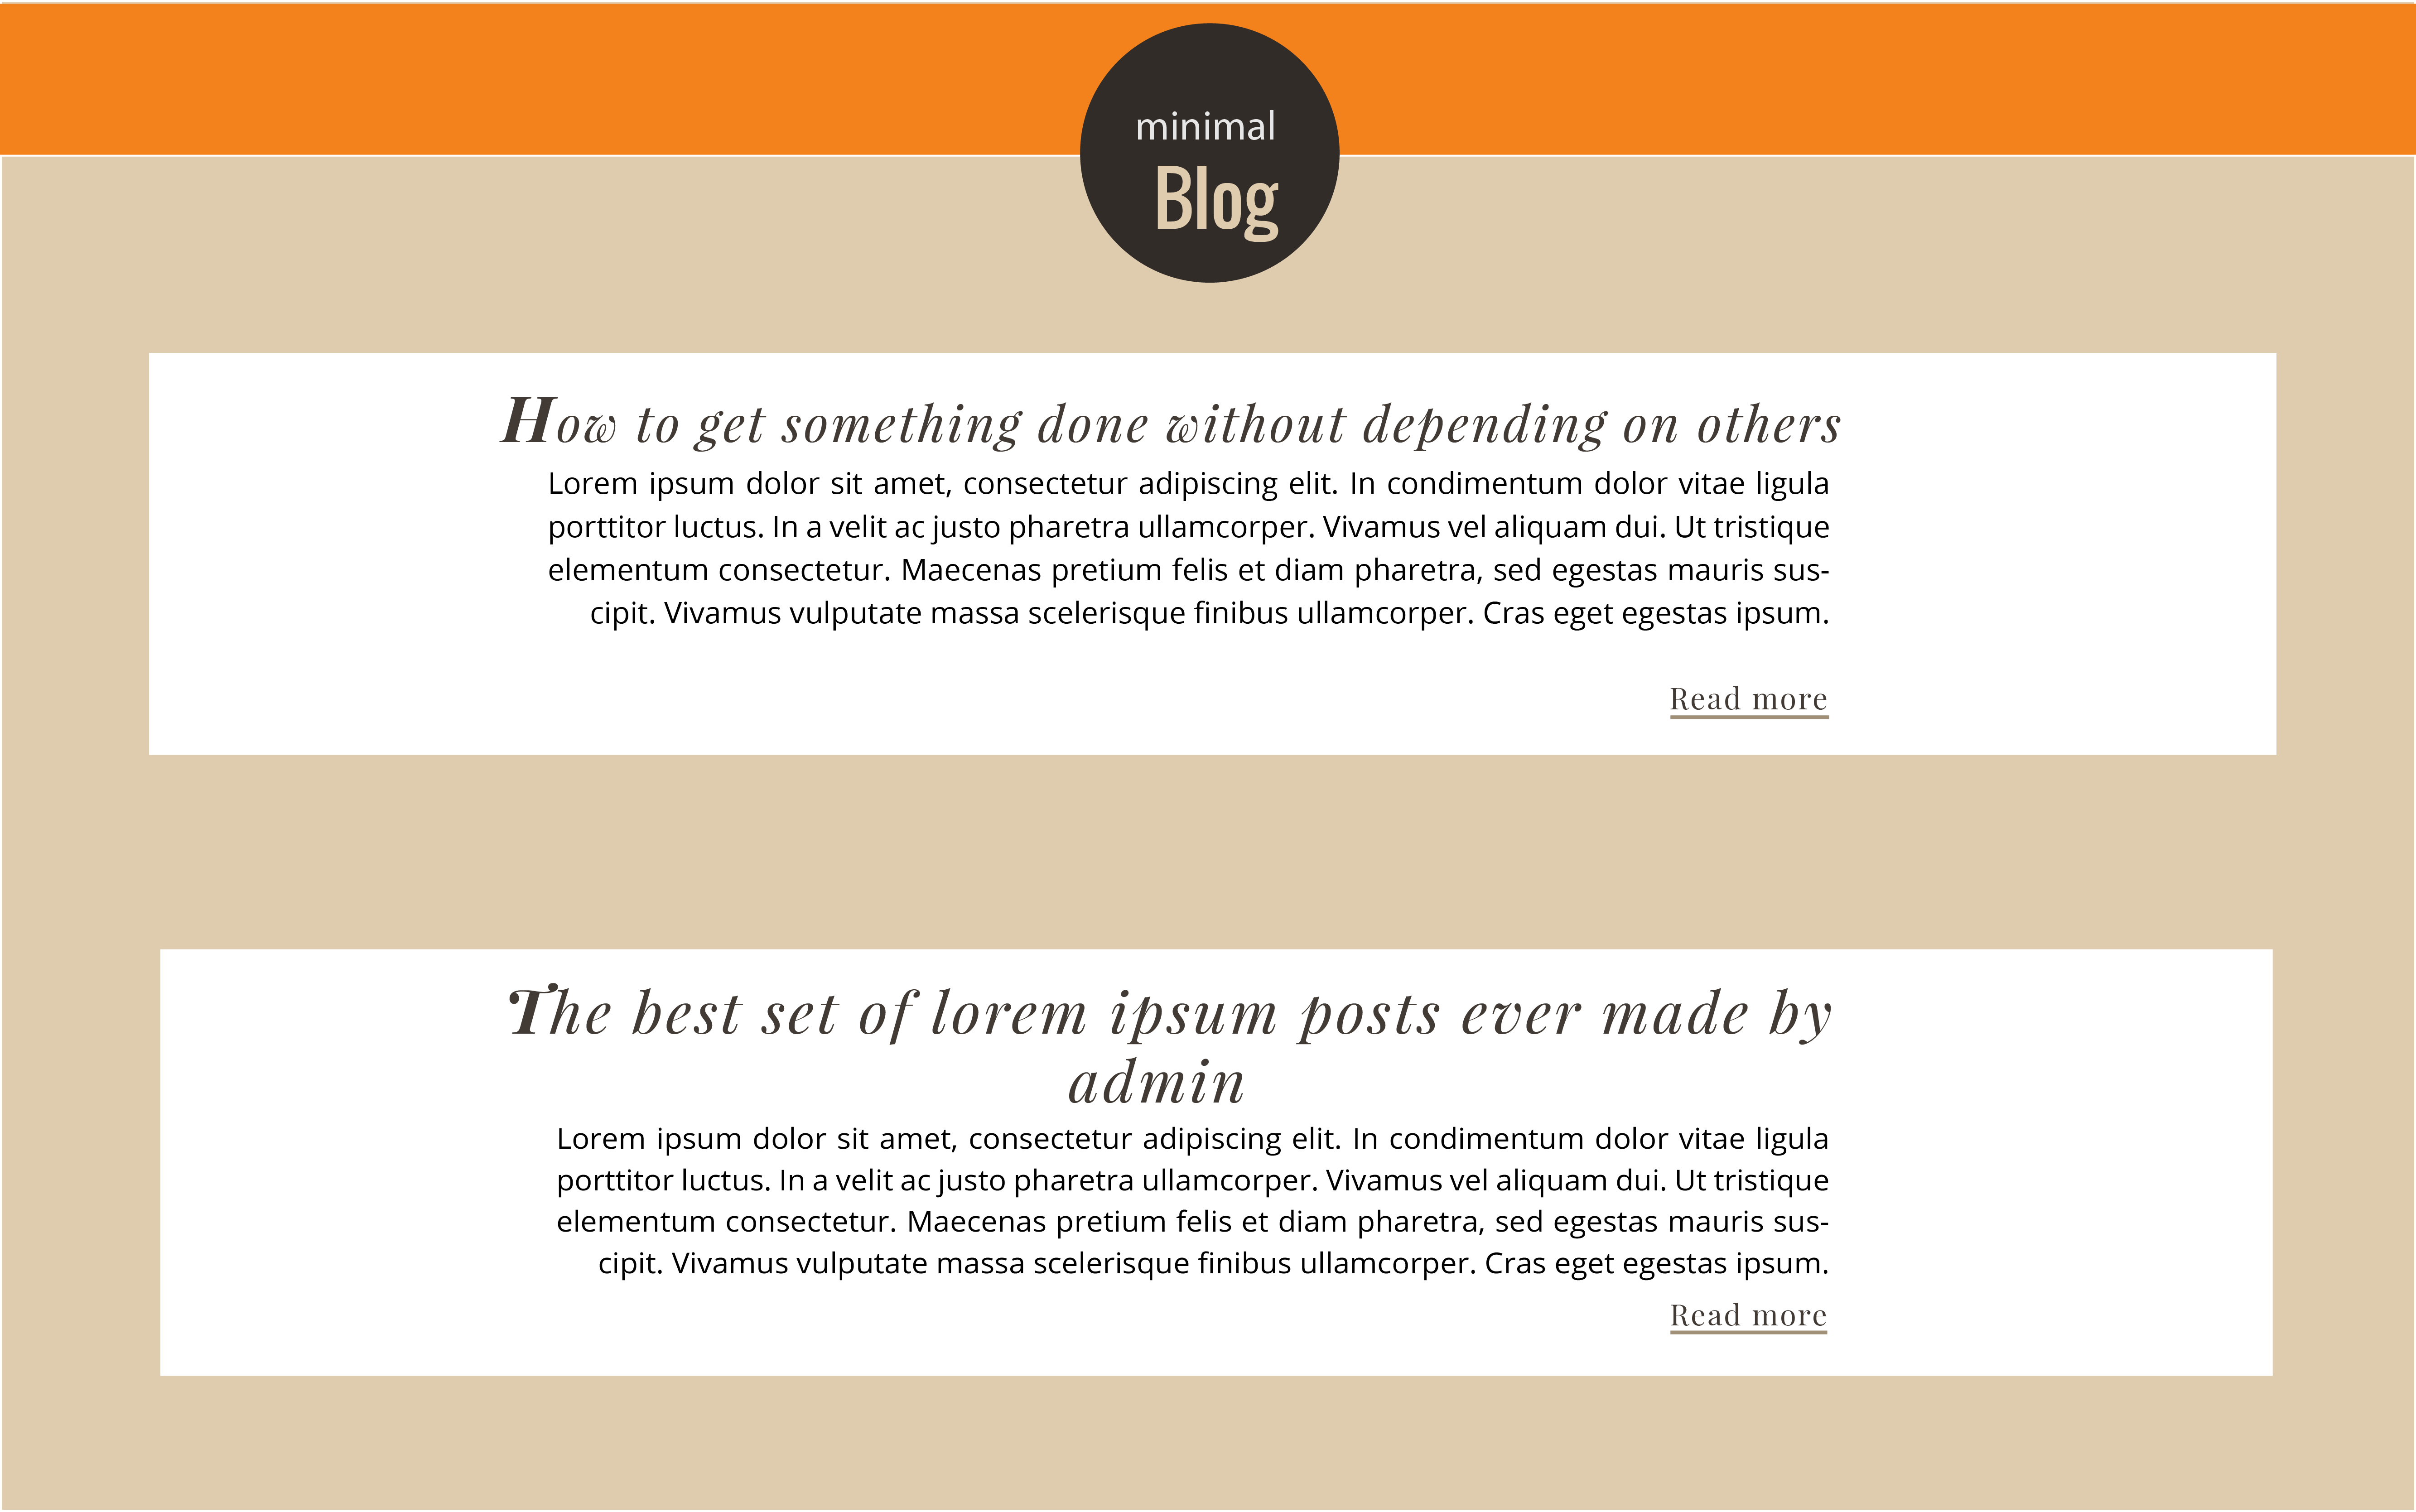 minimal
Blog
How to get something done without depending on others
Lorem ipsum dolor sit amet, consectetur adipiscing elit. In condimentum dolor vitae ligula
porttitor luctus. In a velit ac justo pharetra ullamcorper. Vivamus vel aliquam dui. Ut tristique
elementum consectetur. Maecenas pretium felis et diam pharetra, sed egestas mauris sus-
cipit. Vivamus vulputate massa scelerisque finibus ullamcorper. Cras eget egestas ipsum.
Read more
The best set of lorem ipsum posts ever made by
admin
Lorem ipsum dolor sit amet, consectetur adipiscing elit. In condimentum dolor vitae ligula
porttitor luctus. In a velit ac justo pharetra ullamcorper. Vivamus vel aliquam dui. Ut tristique
elementum consectetur. Maecenas pretium felis et diam pharetra, sed egestas mauris sus-
cipit. Vivamus vulputate massa scelerisque finibus ullamcorper. Cras eget egestas ipsum.
Read more